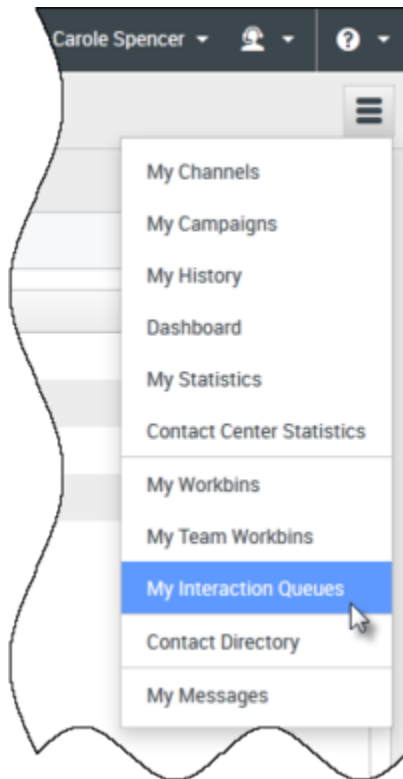 Carole Spencer
My Channels
My Campaigns
My History
Dashboard
My Statistics
Contact Center Statistics
My Workbins
My Team Workbins
My Interaction Queues
Contact Directory
My Messages